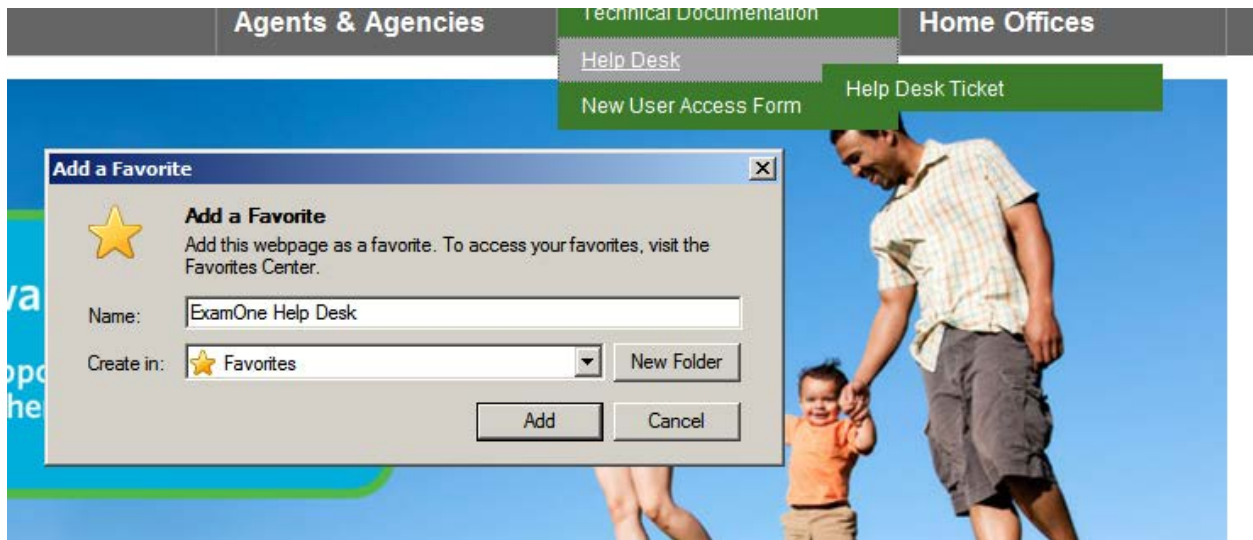 Agents & Agencies
Technical Documentation
Home Offices
Help Desk
Help Desk Ticket
New User Access Form
Add a Favorite
Add a Favorite
Add this webpage as a favorite. To access your favorites, visit the
Favorites Center.
Name:
ExamOne Help Desk
Create in:
Favorites
New Folder
Add
Cancel